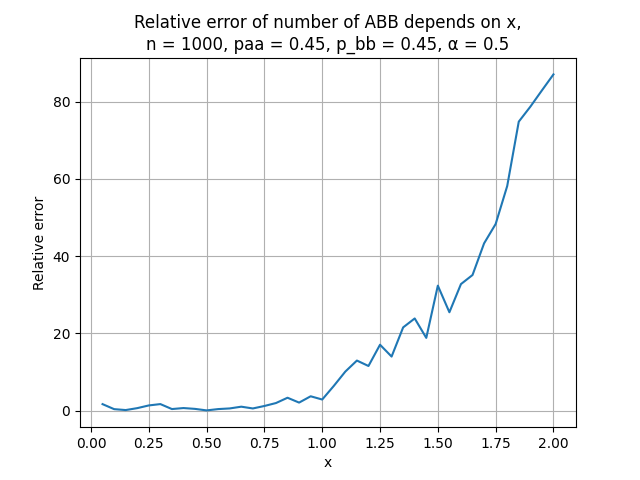 Relative error of number of ABB depends on x,
n = 1000, paa = 0.45, p_bb = 0.45, α = 0.5
80
60
40
20
0
Relative error
0.00 0.25 0.50 0.75 1.00 1.25 1.50 1.75 2.00
x